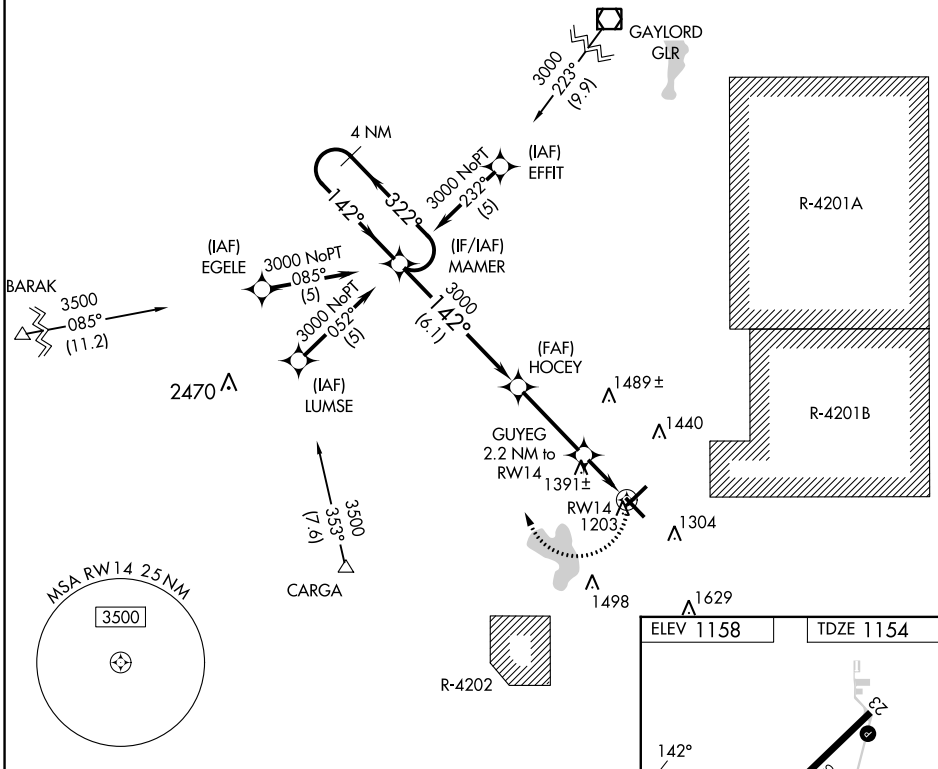 GAYLORD
GLR
3000
223°
(9.9)
4 NM
(IAF)
EFFIT
3000 NoPT
232°
(5)
322°
142°
R-4201A
(IAF)
EGELE
3000 NoPT
085°
(5)
(IF/IAF)
MAMER
BARAK
3500
085°
(11.2)
3000 NoPT
052°
(5)
3000
142°
(6.1)
(FAF)
HOCEY
2470
(IAF)
LUMSE
1489 ±
1440
R-4201B
GUYEG
2.2 NM to
RW14
1391±
RW14
1203
1304
3500
353°
(7.6)
CARGA
1498
1629
MSA RW14 25 NM
3500
R-4202
ELEV 1158
TDZE 1154
23
P
142°